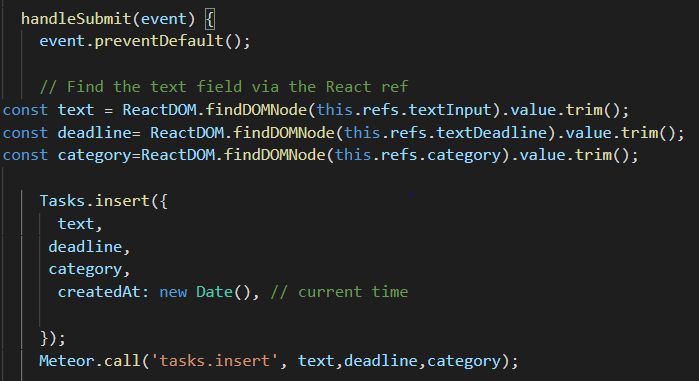 handleSubmit(event) {
event.preventDefault();
// Find the text field via the React ref
const text = ReactDOM.findDOMNode(this.refs.textInput).value.trim();
const deadline= ReactDOM.findDOMNode(this.refs.textDeadline).value.trim();
const category=ReactDOM.findDOMNode(this.refs.category).value.trim();
Tasks.insert({
text,
deadline,
category,
createdAt: new Date(), // current time
});
Meteor.call('tasks.insert', text,deadline,category);